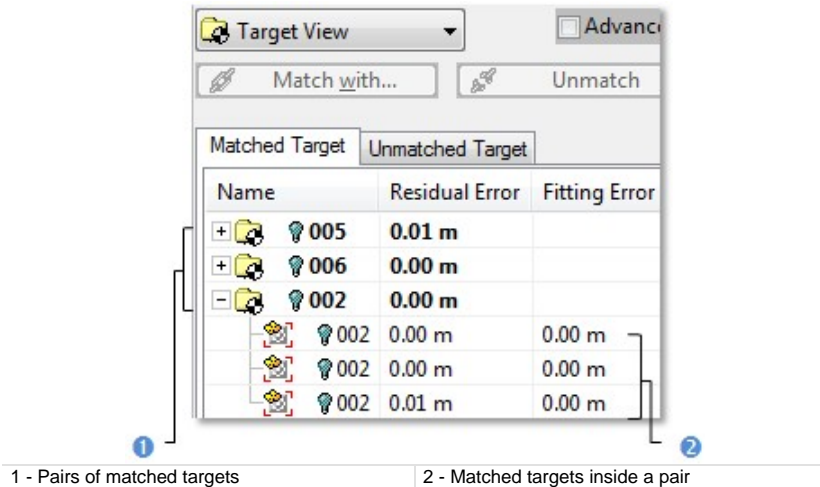 Target View
Advanc
Match with...
Unmatch
Matched Target
Unmatched Target
Name Residual Error Fitting Error
005 0.01 m
006 0.00 m
002 0.00 m
002 0.00 m 0.00 m
002 0.00 m 0.00 m
002 0.01 m 0.00 m
1
2
1 - Pairs of matched targets
2 - Matched targets inside a pair